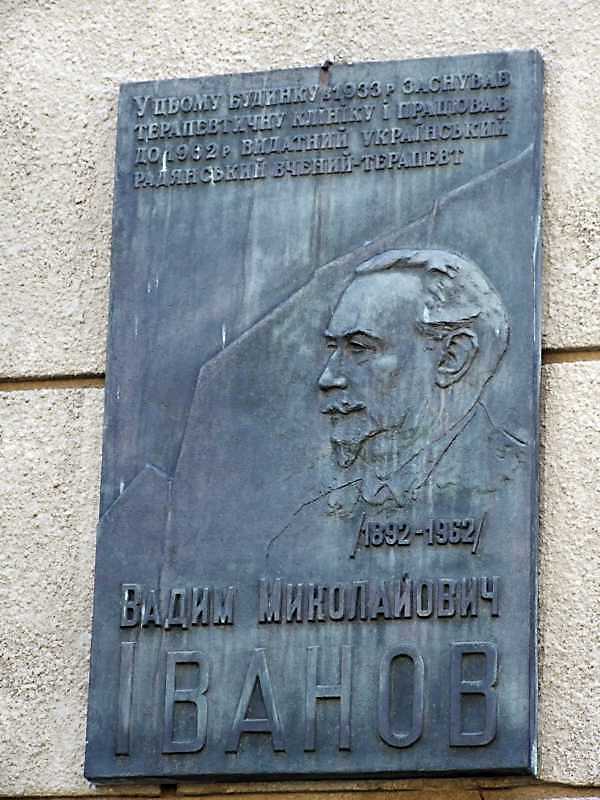 У ЦЬОМУ БУДИНКУ В 1933 Р ЗАСНУВАВ
ТЕРАПЕВТИЧНУ КЛІНІКУ І ПРАЦЮВАВ
ДО 1962 Р ВИДАТНИЙ УКРАЇНСЬКИЙ
РАДЯНСЬКИЙ ВЧЕНИЙ-ТЕРАПЕВТ
/1892-1962/
ВАДИМ МИКОЛАЙОВИЧ
ІВАНОВ